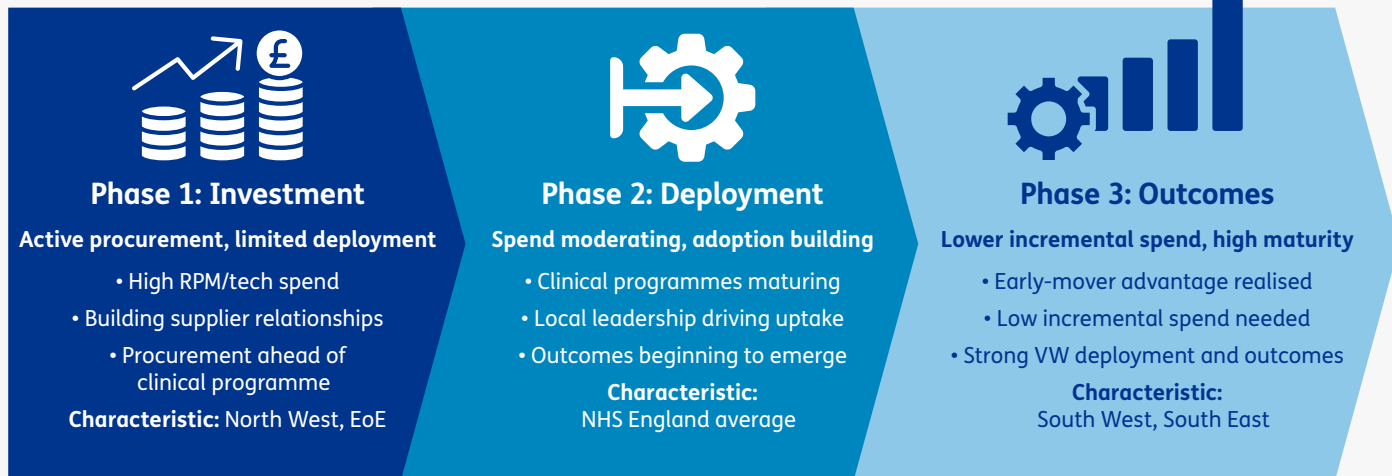 £
Phase 1: Investment
Active procurement, limited deployment
• High RPM/tech spend
• Building supplier relationships
• Procurement ahead of
clinical programme
Characteristic: North West, EoE
Phase 2: Deployment
Spend moderating, adoption building
• Clinical programmes maturing
• Local leadership driving uptake
• Outcomes beginning to emerge
Characteristic:
NHS England average
Phase 3: Outcomes
Lower incremental spend, high maturity
• Early-mover advantage realised
• Low incremental spend needed
• Strong VW deployment and outcomes
Characteristic:
South West, South East